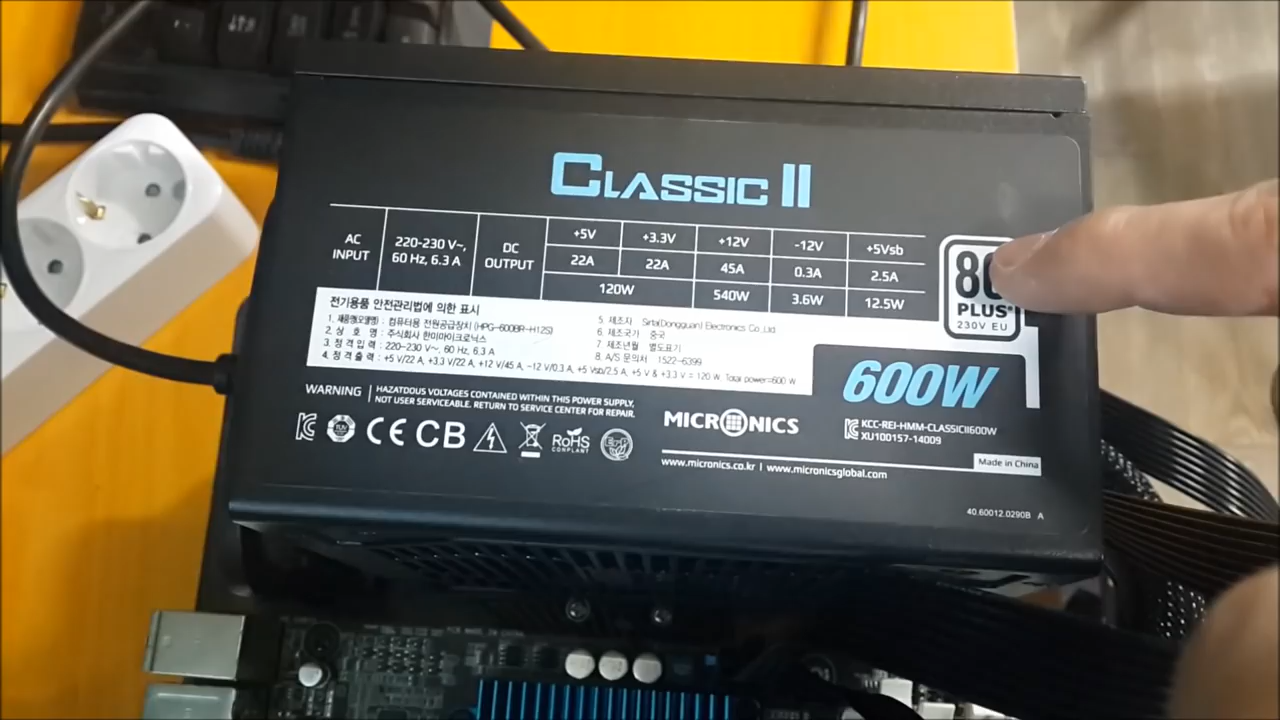 CLASSIC II
AC INPUT
220-230 V~, 60 Hz, 6.3 A
DC OUTPUT
+5V +3.3V +12V -12V +5Vsb
22A 22A 45A 0.3A 2.5A
120W 540W 3.6W 12.5W
80
PLUS
230V EU
전기용품 안전관리법에 의한 표시
1. 제품명(모델명) : 컴퓨터용 전원공급장치 (HPG-600BR-H12S)
2. 상 호 명 : 주식회사 한미마이크로닉스
3. 정격 입력 : 220-230 V~, 60 Hz, 6.3 A
4. 정격 출력 : +5 V/22 A, +3.3 V/22 A, +12 V/45 A, -12 V/0.3 A, +5 Vsb/2.5 A, +5 V & +3.3 V = 120 W, Total power=600 W
5. 제조자 Sirfa(Dongguan) Electronics Co.,Ltd.
6. 제조국가 중국
7. 제조년월 별도표기
8. A/S 문의처 1522-6399
600W
WARNING
HAZATDOUS VOLTAGES CONTAINED WITHIN THIS POWER SUPPLY,
NOT USER SERVICEABLE. RETURN TO SERVICE CENTER FOR REPAIR.
TUV
CE CB
RoHS
COMPLIANT
MICRONICS
KCC-REI-HMM-CLASSICII600W
XU100157-14009
www.micronics.co.kr | www.micronicsglobal.com
Made in China
40.60012.0290B A